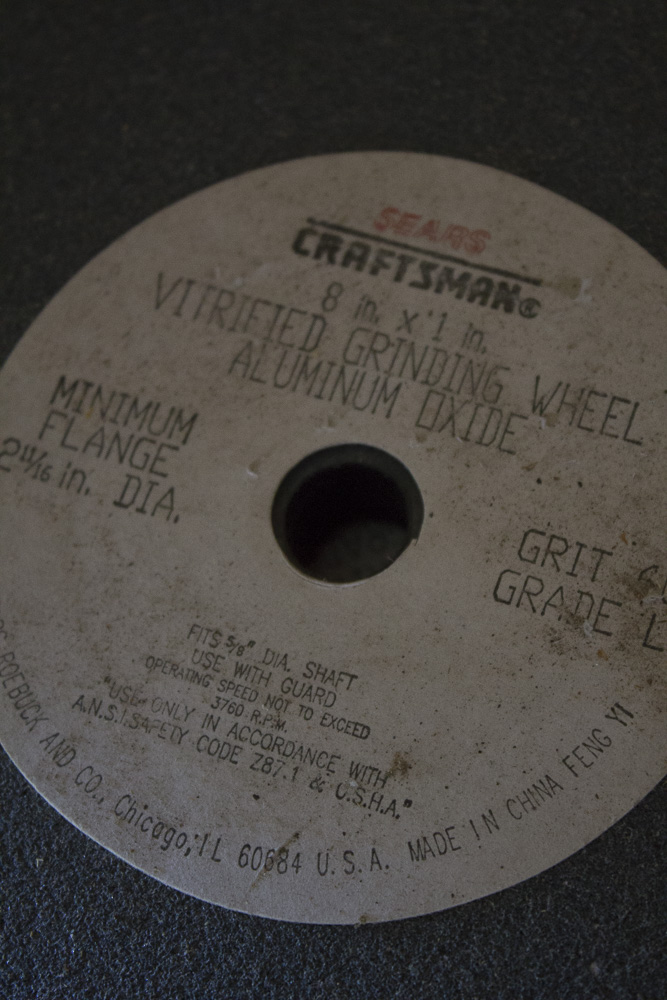 SEARS
CRAFTSMAN®
8 in. x 1 in.
VITRIFIED GRINDING WHEEL
ALUMINUM OXIDE
MINIMUM
FLANGE
in. DIA.
GRIT
GRADE
FITS 5/8" DIA. SHAFT
USE WITH GUARD
OPERATING SPEED NOT TO EXCEED
3760 R.P.M.
"USE ONLY IN ACCORDANCE WITH
A.N.S.I. SAFETY CODE Z87.1 & O.S.H.A."
ROEBUCK AND CO., Chicago, IL 60684 U.S.A. MADE IN CHINA FENG YI